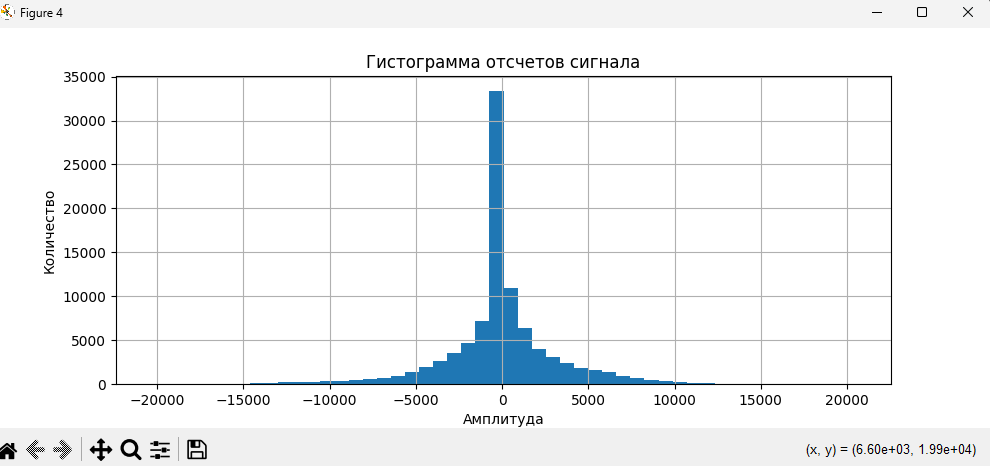 Figure 4
Гистограмма отсчетов сигнала
35000
30000
25000
20000
15000
10000
5000
0
Количество
−20000 −15000 −10000 −5000 0 5000 10000 15000 20000
Амплитуда
(x, y) = (6.60e+03, 1.99e+04)